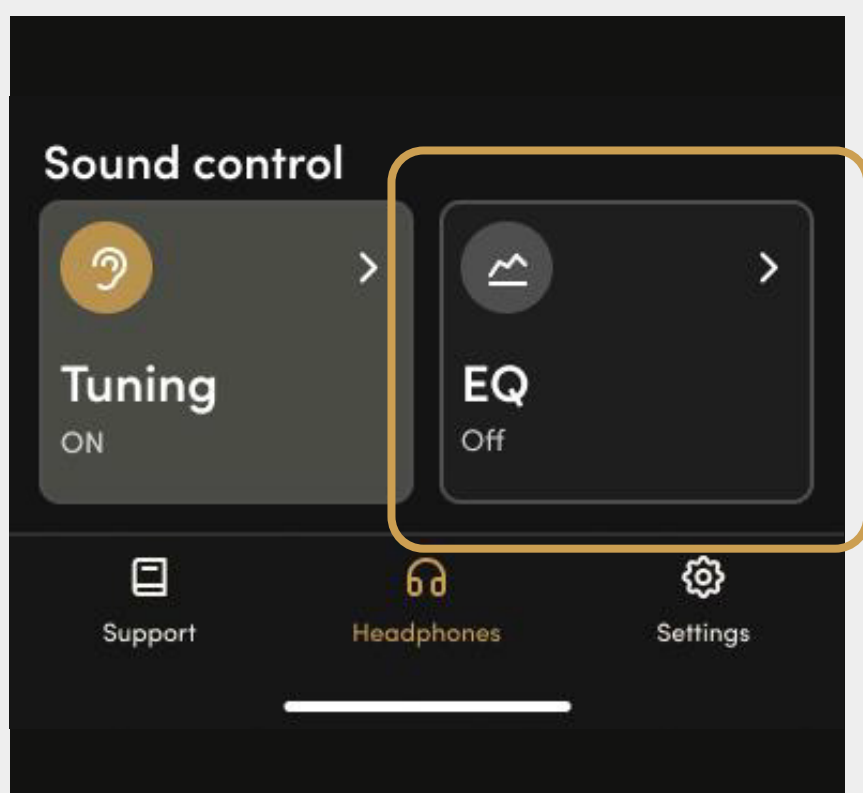 Sound control
Tuning
ON
EQ
Off
Support
Headphones
Settings